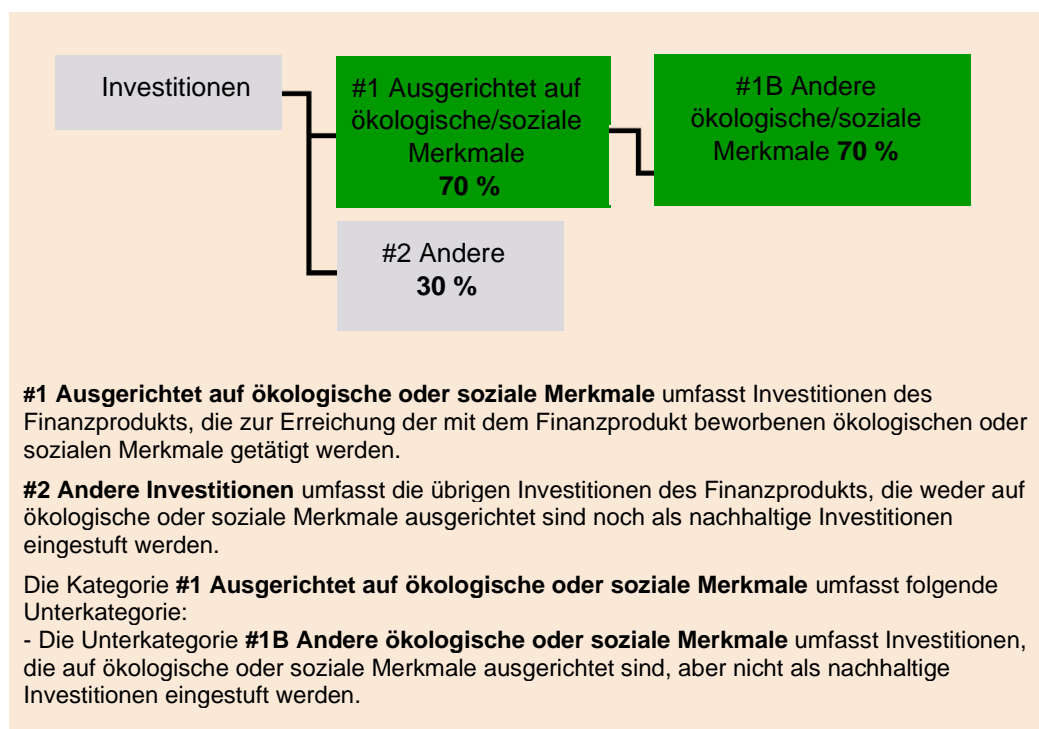 Investitionen
#1 Ausgerichtet auf
ökologische/soziale
Merkmale
70 %
#1B Andere
ökologische/soziale
Merkmale 70 %
#2 Andere
30 %
#1 Ausgerichtet auf ökologische oder soziale Merkmale umfasst Investitionen des
Finanzprodukts, die zur Erreichung der mit dem Finanzprodukt beworbenen ökologischen oder
sozialen Merkmale getätigt werden.
#2 Andere Investitionen umfasst die übrigen Investitionen des Finanzprodukts, die weder auf
ökologische oder soziale Merkmale ausgerichtet sind noch als nachhaltige Investitionen
eingestuft werden.
Die Kategorie #1 Ausgerichtet auf ökologische oder soziale Merkmale umfasst folgende
Unterkategorie:
- Die Unterkategorie #1B Andere ökologische oder soziale Merkmale umfasst Investitionen,
die auf ökologische oder soziale Merkmale ausgerichtet sind, aber nicht als nachhaltige
Investitionen eingestuft werden.